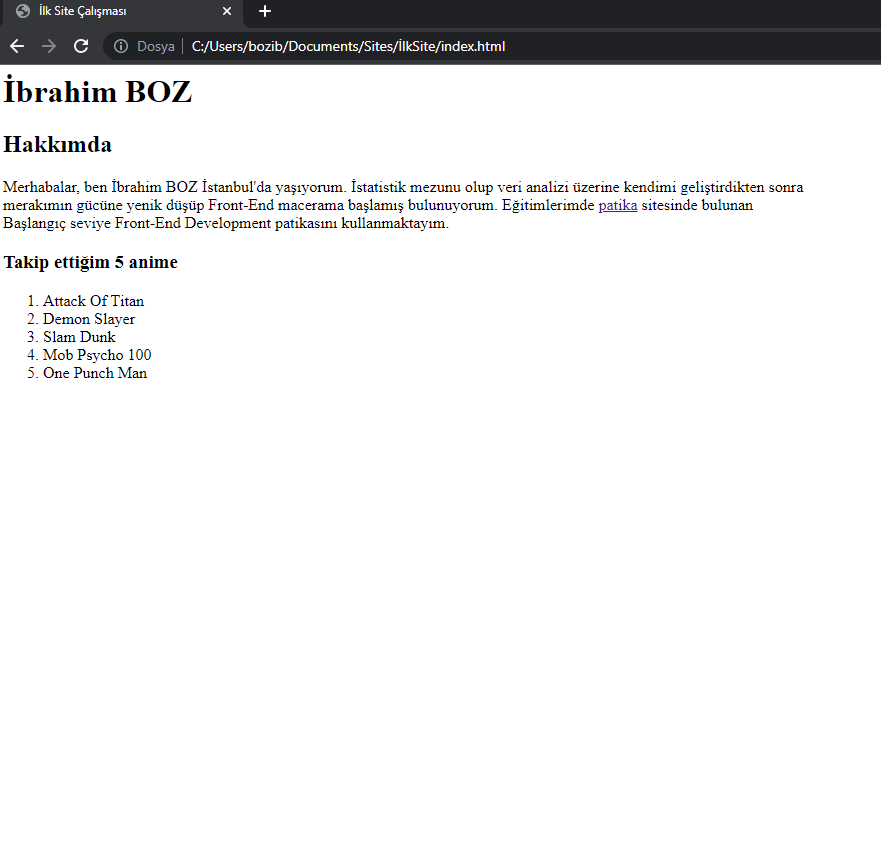 İlk Site Çalışması
Dosya C:/Users/bozib/Documents/Sites/İlkSite/index.html
İbrahim BOZ
Hakkımda
Merhabalar, ben İbrahim BOZ İstanbul'da yaşıyorum. İstatistik mezunu olup veri analizi üzerine kendimi geliştirdikten sonra
merakımın gücüne yenik düşüp Front-End macerama başlamış bulunuyorum. Eğitimlerimde patika sitesinde bulunan
Başlangıç seviye Front-End Development patikasını kullanmaktayım.
Takip ettiğim 5 anime
1. Attack Of Titan
2. Demon Slayer
3. Slam Dunk
4. Mob Psycho 100
5. One Punch Man